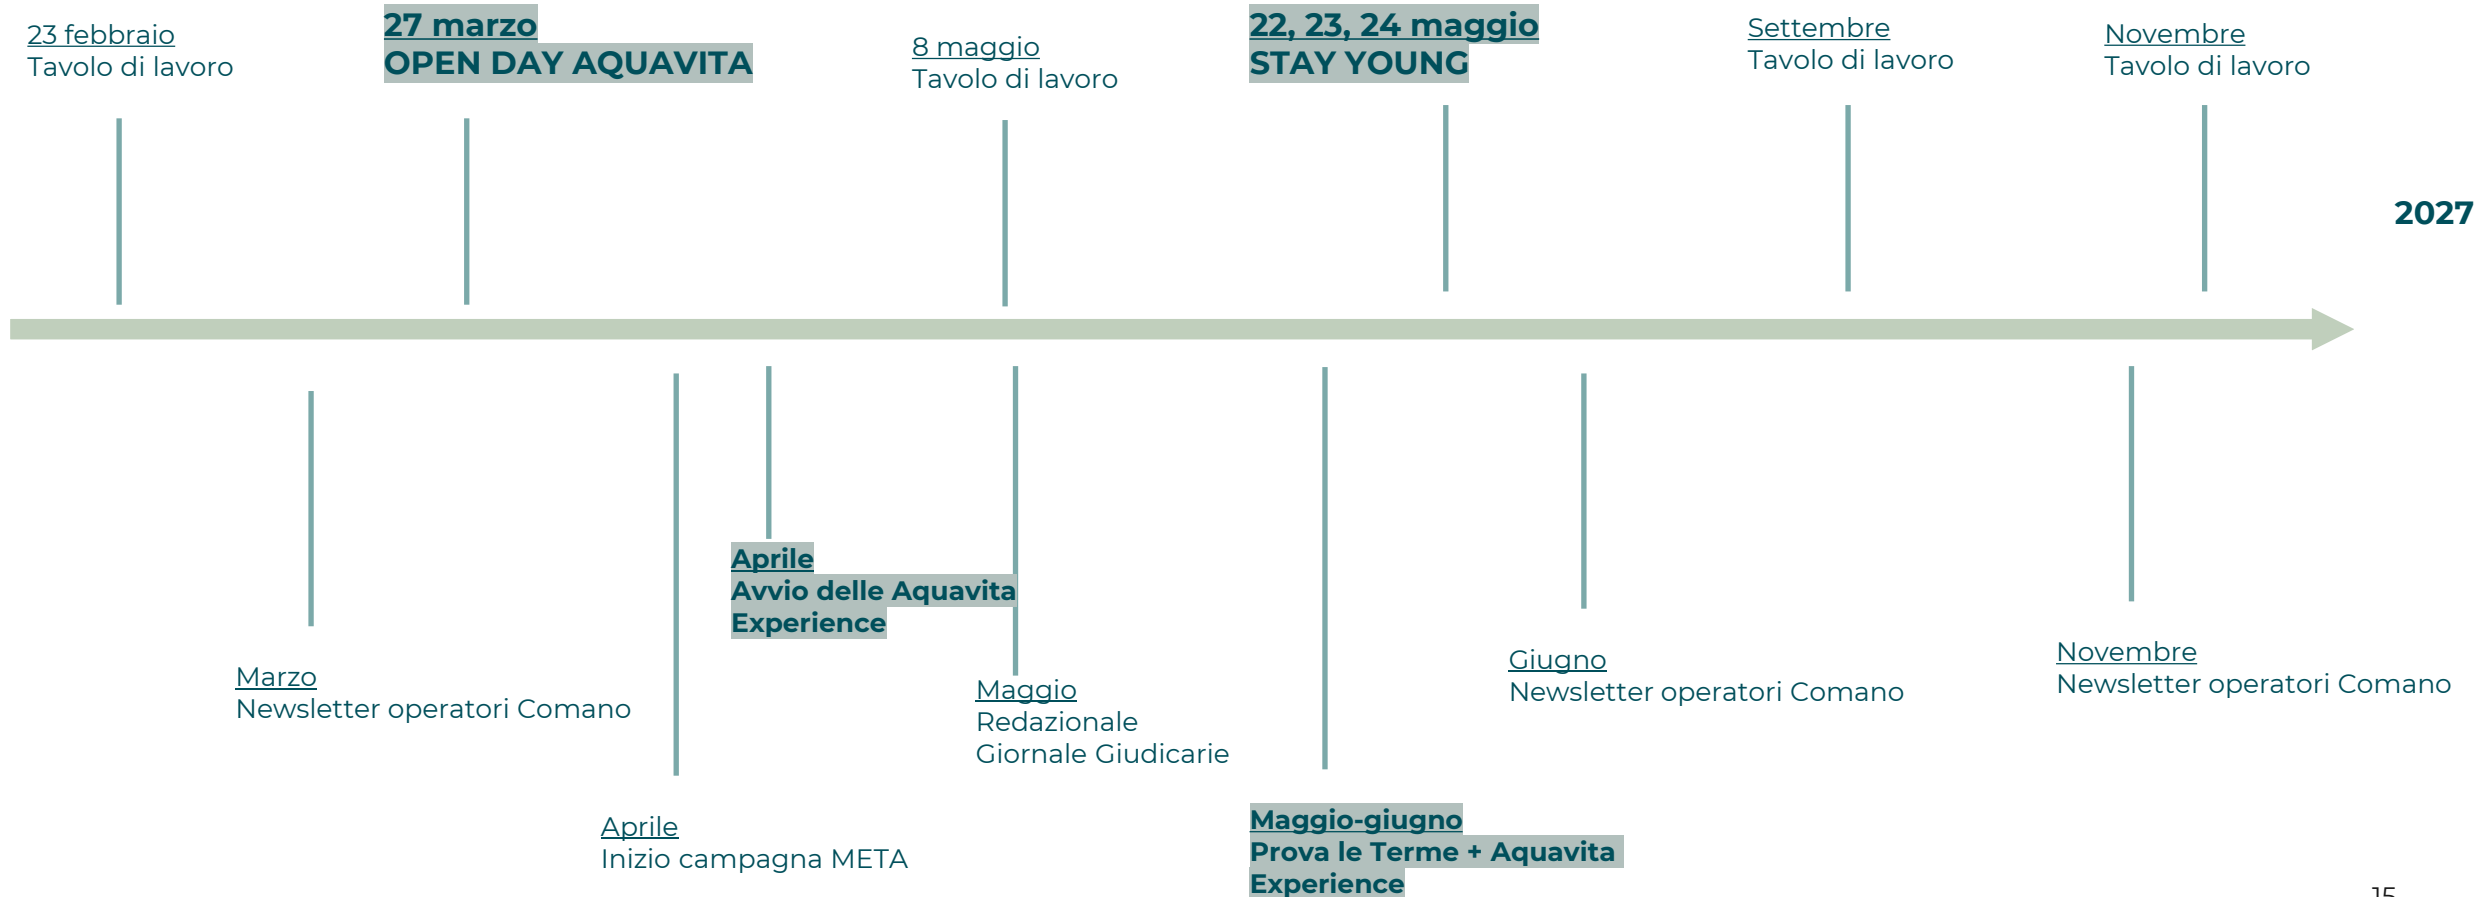 23 febbraio
Tavolo di lavoro
27 marzo
OPEN DAY AQUAVITA
8 maggio
Tavolo di lavoro
22, 23, 24 maggio
STAY YOUNG
Settembre
Tavolo di lavoro
Novembre
Tavolo di lavoro
2027
Aprile
Avvio delle Aquavita
Experience
Marzo
Newsletter operatori Comano
Maggio
Redazionale
Giornale Giudicarie
Giugno
Newsletter operatori Comano
Novembre
Newsletter operatori Comano
Aprile
Inizio campagna META
Maggio-giugno
Prova le Terme + Aquavita
Experience
15